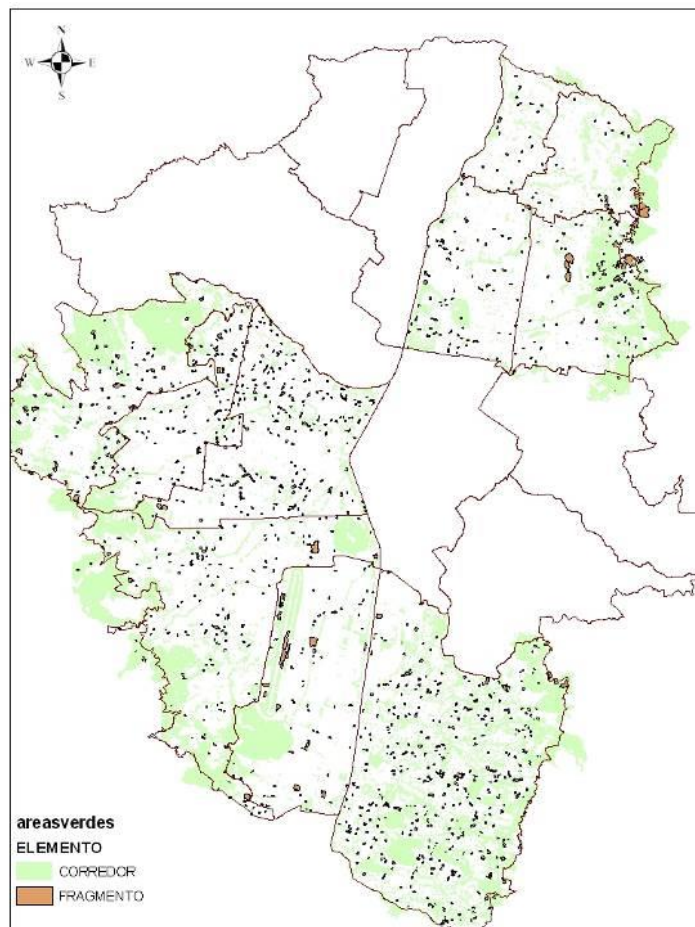 N
W E
S
areasverdes
ELEMENTO
CORREDOR
FRAGMENTO